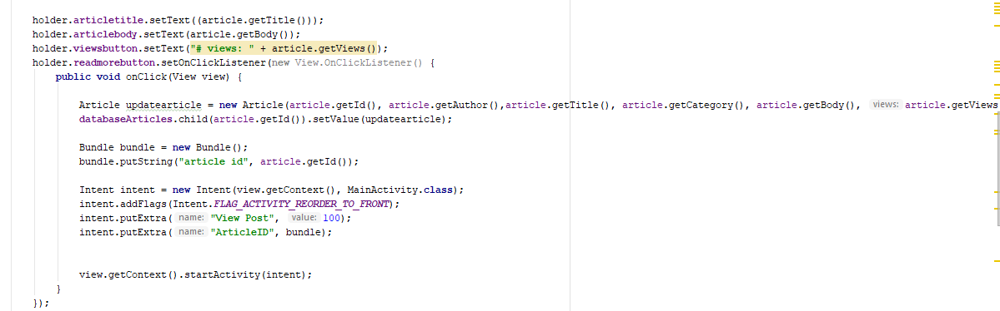 holder.articletitle.setText((article.getTitle()));
holder.articlebody.setText(article.getBody());
holder.viewsbutton.setText("# views: " + article.getViews());
holder.readmorebutton.setOnClickListener(new View.OnClickListener() {
public void onClick(View view) {
Article updatearticle = new Article(article.getId(), article.getAuthor(),article.getTitle(), article.getCategory(), article.getBody(), views: article.getViews
databaseArticles.child(article.getId()).setValue(updatearticle);
Bundle bundle = new Bundle();
bundle.putString("article id", article.getId());
Intent intent = new Intent(view.getContext(), MainActivity.class);
intent.addFlags(Intent.FLAG_ACTIVITY_REORDER_TO_FRONT);
intent.putExtra( name: "View Post", value: 100);
intent.putExtra( name: "ArticleID", bundle);
view.getContext().startActivity(intent);
}
});